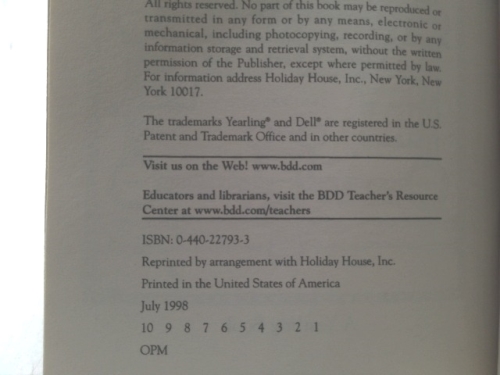 All rights reserved. No part of this book may be reproduced or
transmitted in any form or by any means, electronic or
mechanical, including photocopying, recording, or by any
information storage and retrieval system, without the written
permission of the Publisher, except where permitted by law.
For information address Holiday House, Inc., New York, New
York 10017.
The trademarks Yearling® and Dell® are registered in the U.S.
Patent and Trademark Office and in other countries.
Visit us on the Web! www.bdd.com
Educators and librarians, visit the BDD Teacher's Resource
Center at www.bdd.com/teachers
ISBN: 0-440-22793-3
Reprinted by arrangement with Holiday House, Inc.
Printed in the United States of America
July 1998
10 9 8 7 6 5 4 3 2 1
OPM